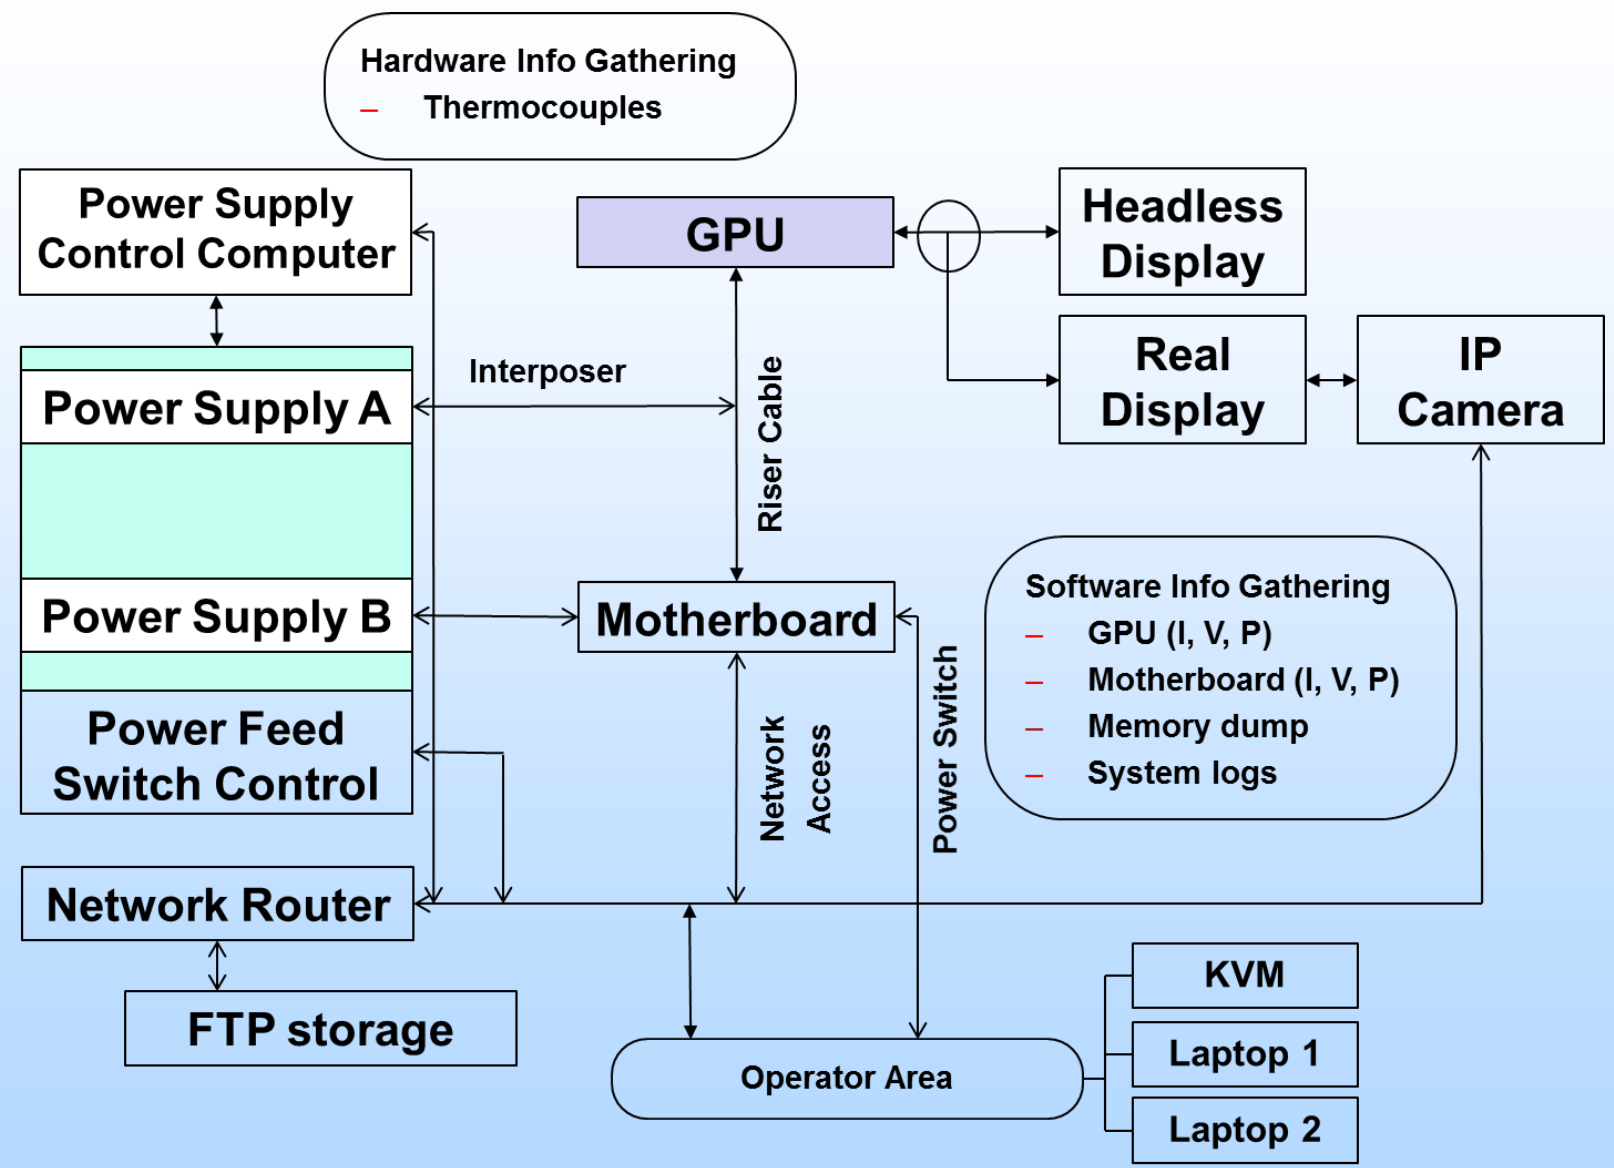 Hardware Info Gathering
– Thermocouples
Power Supply
Control Computer
GPU
Headless
Display
Interposer
Riser Cable
Real
Display
IP
Camera
Power Supply A
Power Supply B
Motherboard
Software Info Gathering
– GPU (I, V, P)
– Motherboard (I, V, P)
– Memory dump
– System logs
Power Feed
Switch Control
Network
Access
Power Switch
Network Router
FTP storage
Operator Area
KVM
Laptop 1
Laptop 2